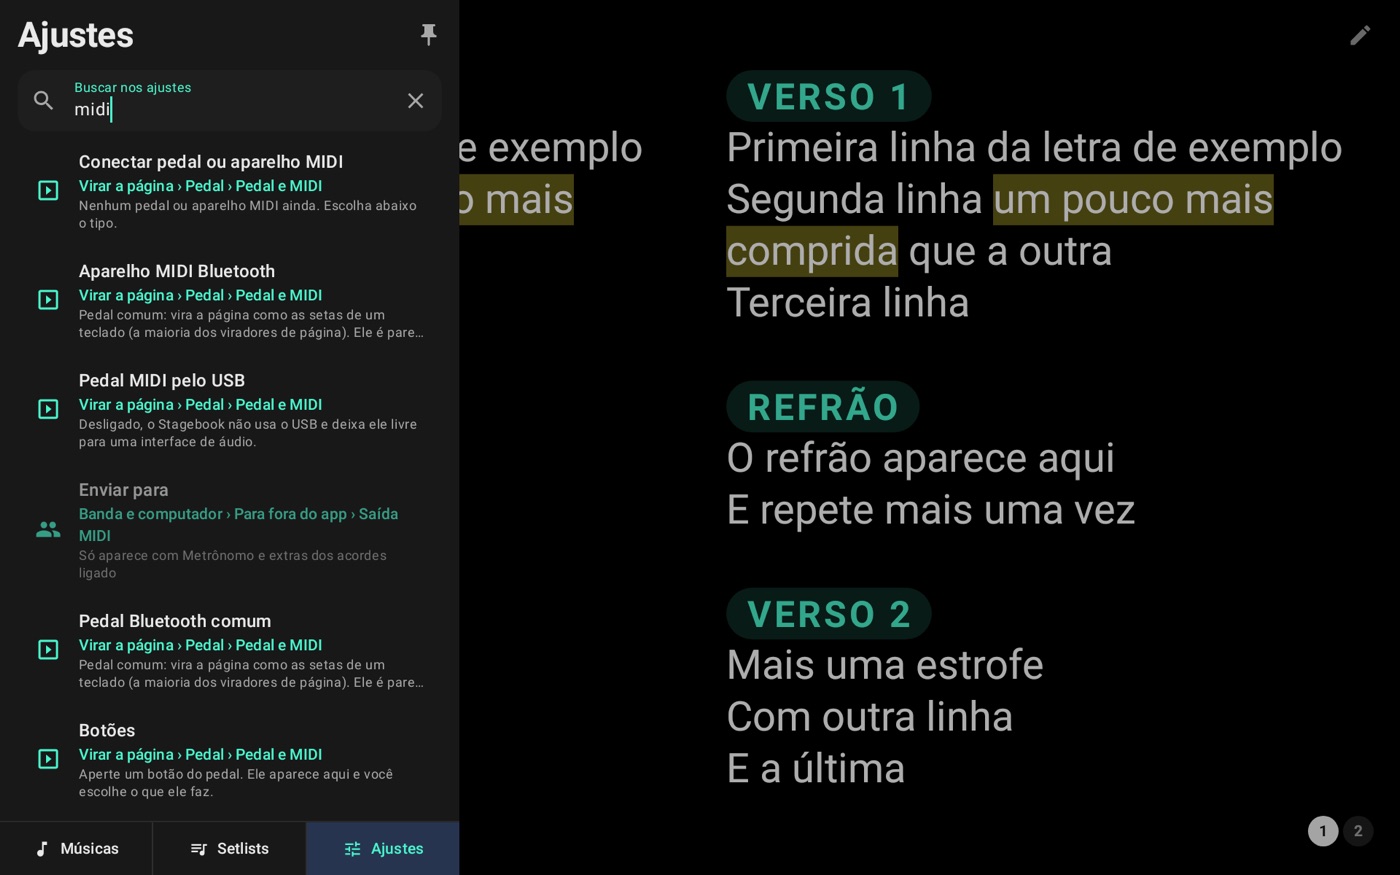 Ajustes
Buscar nos ajustes
midi
Conectar pedal ou aparelho MIDI
Virar a página › Pedal › Pedal e MIDI
Nenhum pedal ou aparelho MIDI ainda. Escolha abaixo
o tipo.
Aparelho MIDI Bluetooth
Virar a página › Pedal › Pedal e MIDI
Pedal comum: vira a página como as setas de um
teclado (a maioria dos viradores de página). Ele é pare…
Pedal MIDI pelo USB
Virar a página › Pedal › Pedal e MIDI
Desligado, o Stagebook não usa o USB e deixa ele livre
para uma interface de áudio.
Enviar para
Banda e computador › Para fora do app › Saída
MIDI
Só aparece com Metrônomo e extras dos acordes
ligado
Pedal Bluetooth comum
Virar a página › Pedal › Pedal e MIDI
Pedal comum: vira a página como as setas de um
teclado (a maioria dos viradores de página). Ele é pare…
Botões
Virar a página › Pedal › Pedal e MIDI
Aperte um botão do pedal. Ele aparece aqui e você
escolhe o que ele faz.
Músicas
Setlists
Ajustes
e exemplo
o mais
VERSO 1
Primeira linha da letra de exemplo
Segunda linha um pouco mais
comprida que a outra
Terceira linha
REFRÃO
O refrão aparece aqui
E repete mais uma vez
VERSO 2
Mais uma estrofe
Com outra linha
E a última
1 2